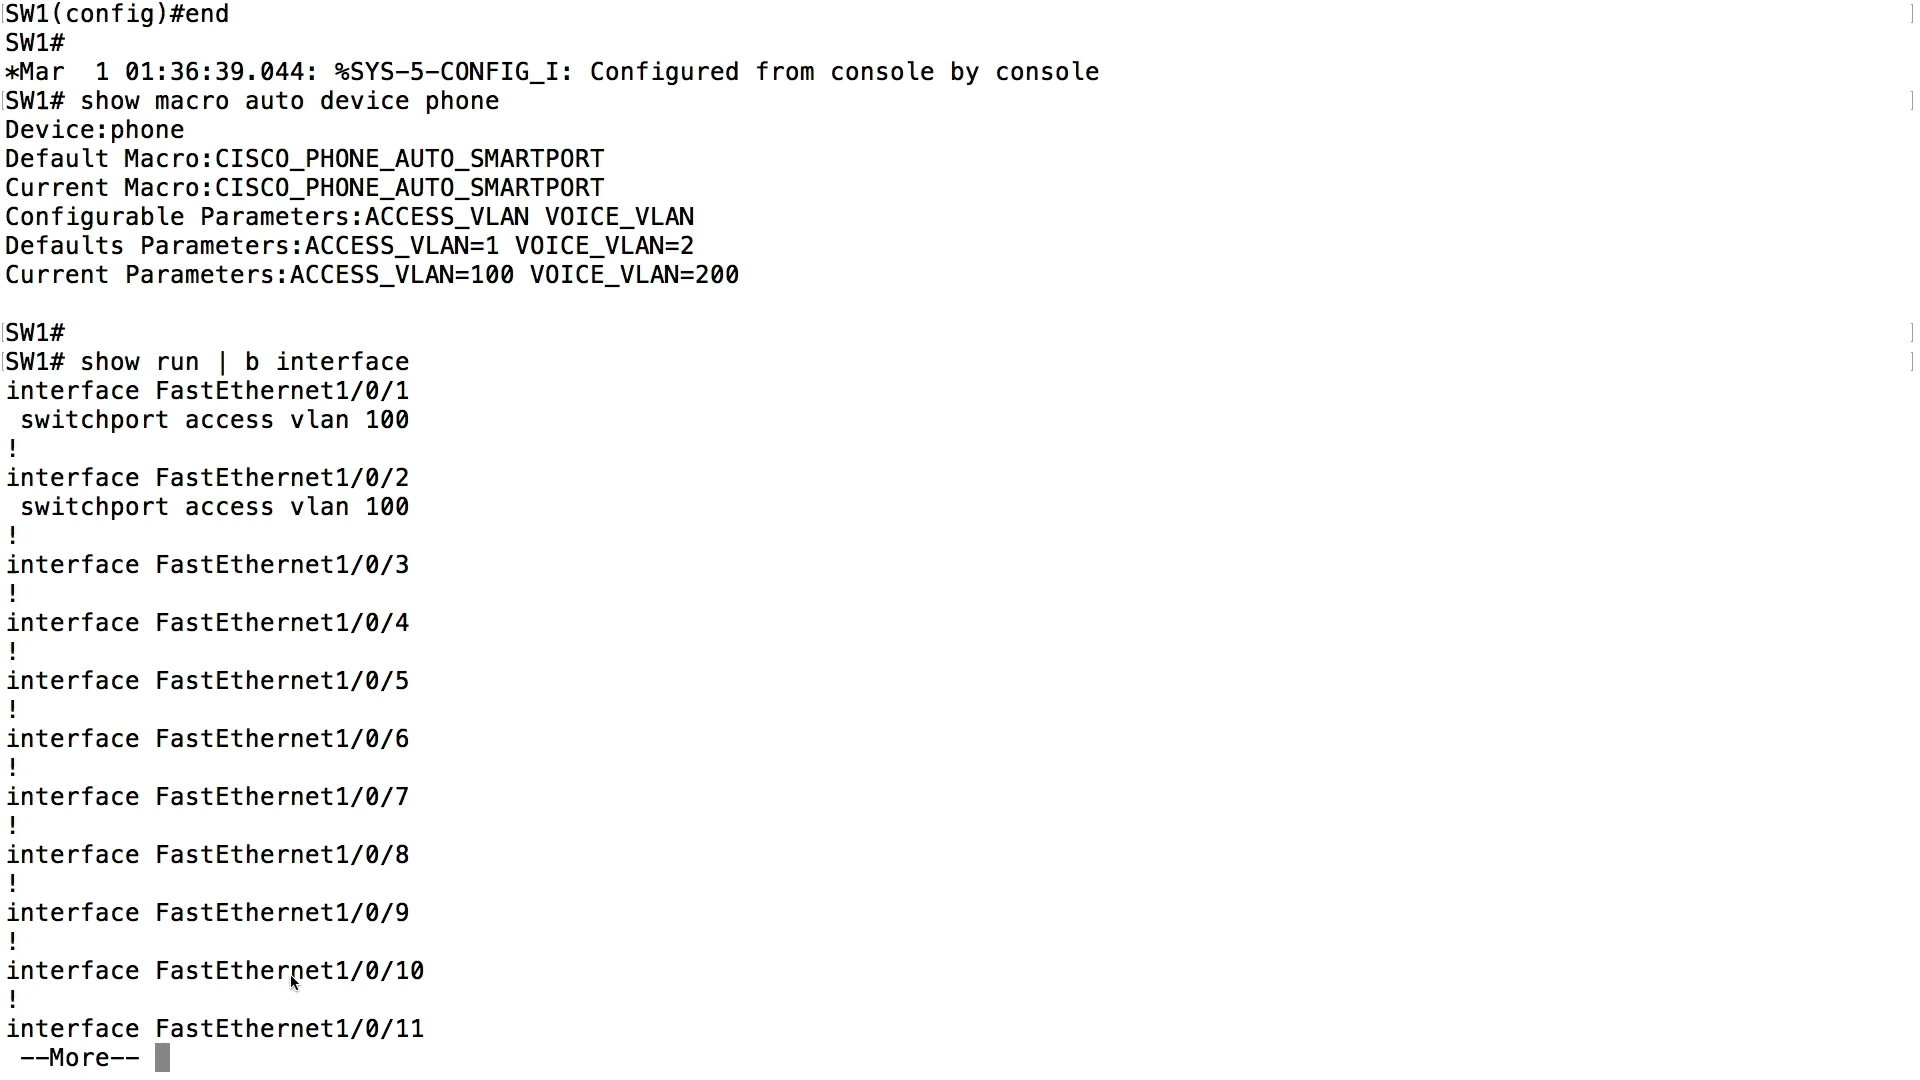 SW1(config)#end
SW1#
*Mar  1 01:36:39.044: %SYS-5-CONFIG_I: Configured from console by console
SW1# show macro auto device phone
Device:phone
Default Macro:CISCO_PHONE_AUTO_SMARTPORT
Current Macro:CISCO_PHONE_AUTO_SMARTPORT
Configurable Parameters:ACCESS_VLAN VOICE_VLAN
Defaults Parameters:ACCESS_VLAN=1 VOICE_VLAN=2
Current Parameters:ACCESS_VLAN=100 VOICE_VLAN=200
SW1#
SW1# show run | b interface
interface FastEthernet1/0/1
 switchport access vlan 100
!
interface FastEthernet1/0/2
 switchport access vlan 100
!
interface FastEthernet1/0/3
!
interface FastEthernet1/0/4
!
interface FastEthernet1/0/5
!
interface FastEthernet1/0/6
!
interface FastEthernet1/0/7
!
interface FastEthernet1/0/8
!
interface FastEthernet1/0/9
!
interface FastEthernet1/0/10
!
interface FastEthernet1/0/11
 --More--